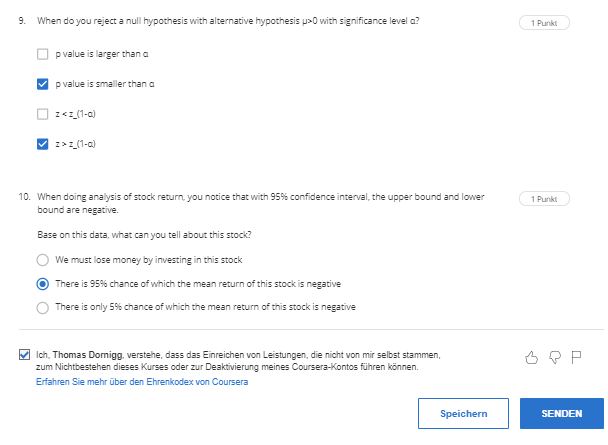 9. When do you reject a null hypothesis with alternative hypothesis μ>0 with significance level α?
1 Punkt
p value is larger than α
p value is smaller than α
z < z_(1-α)
z > z_(1-α)
10. When doing analysis of stock return, you notice that with 95% confidence interval, the upper bound and lower
bound are negative.
1 Punkt
Base on this data, what can you tell about this stock?
We must lose money by investing in this stock
There is 95% chance of which the mean return of this stock is negative
There is only 5% chance of which the mean return of this stock is negative
Ich, Thomas Dornigg, verstehe, dass das Einreichen von Leistungen, die nicht von mir selbst stammen,
zum Nichtbestehen dieses Kurses oder zur Deaktivierung meines Coursera-Kontos führen können.
Erfahren Sie mehr über den Ehrenkodex von Coursera
Speichern
SENDEN